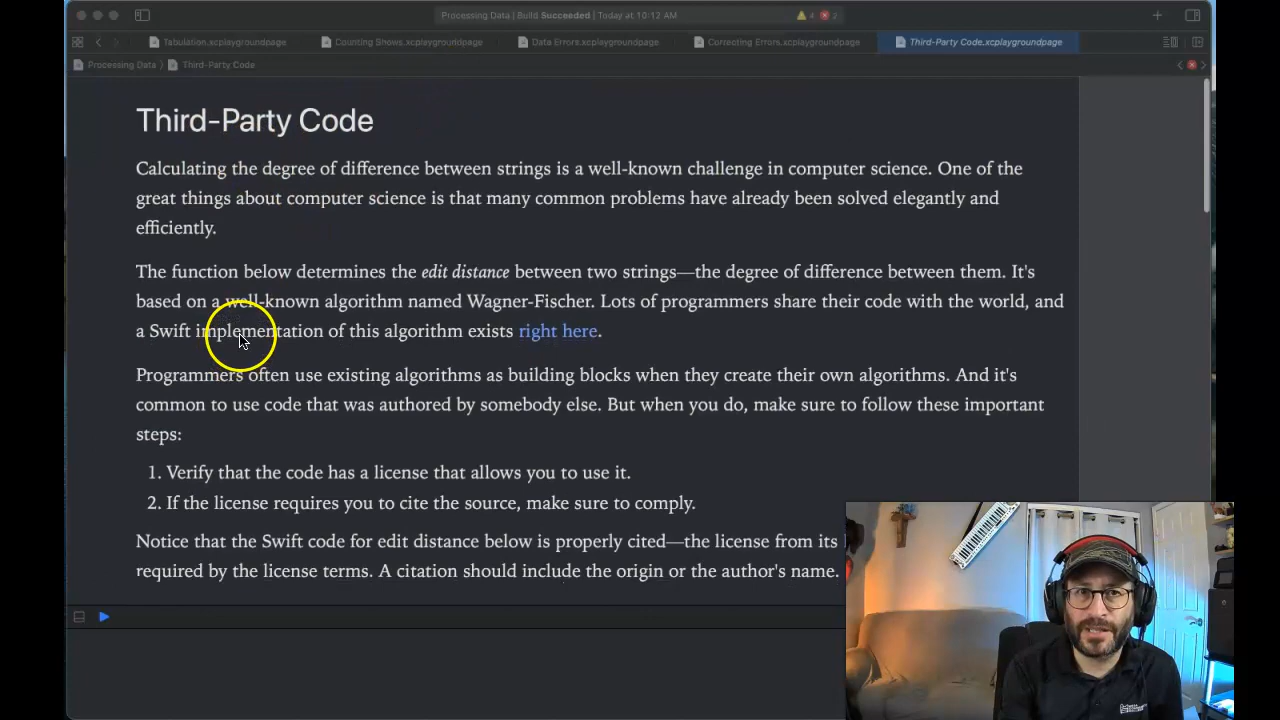 Processing Data | Build Succeeded | Today at 10:12 AM
4
2
Tabulation.xcplaygroundpage
Counting Shows.xcplaygroundpage
Data Errors.xcplaygroundpage
Correcting Errors.xcplaygroundpage
Third-Party Code.xcplaygroundpage
Processing Data
Third-Party Code
Third-Party Code
Calculating the degree of difference between strings is a well-known challenge in computer science. One of the
great things about computer science is that many common problems have already been solved elegantly and
efficiently.
The function below determines the edit distance between two strings—the degree of difference between them. It's
based on a well-known algorithm named Wagner-Fischer. Lots of programmers share their code with the world, and
a Swift implementation of this algorithm exists right here.
Programmers often use existing algorithms as building blocks when they create their own algorithms. And it's
common to use code that was authored by somebody else. But when you do, make sure to follow these important
steps:
1. Verify that the code has a license that allows you to use it.
2. If the license requires you to cite the source, make sure to comply.
Notice that the Swift code for edit distance below is properly cited—the license from its
required by the license terms. A citation should include the origin or the author's name.